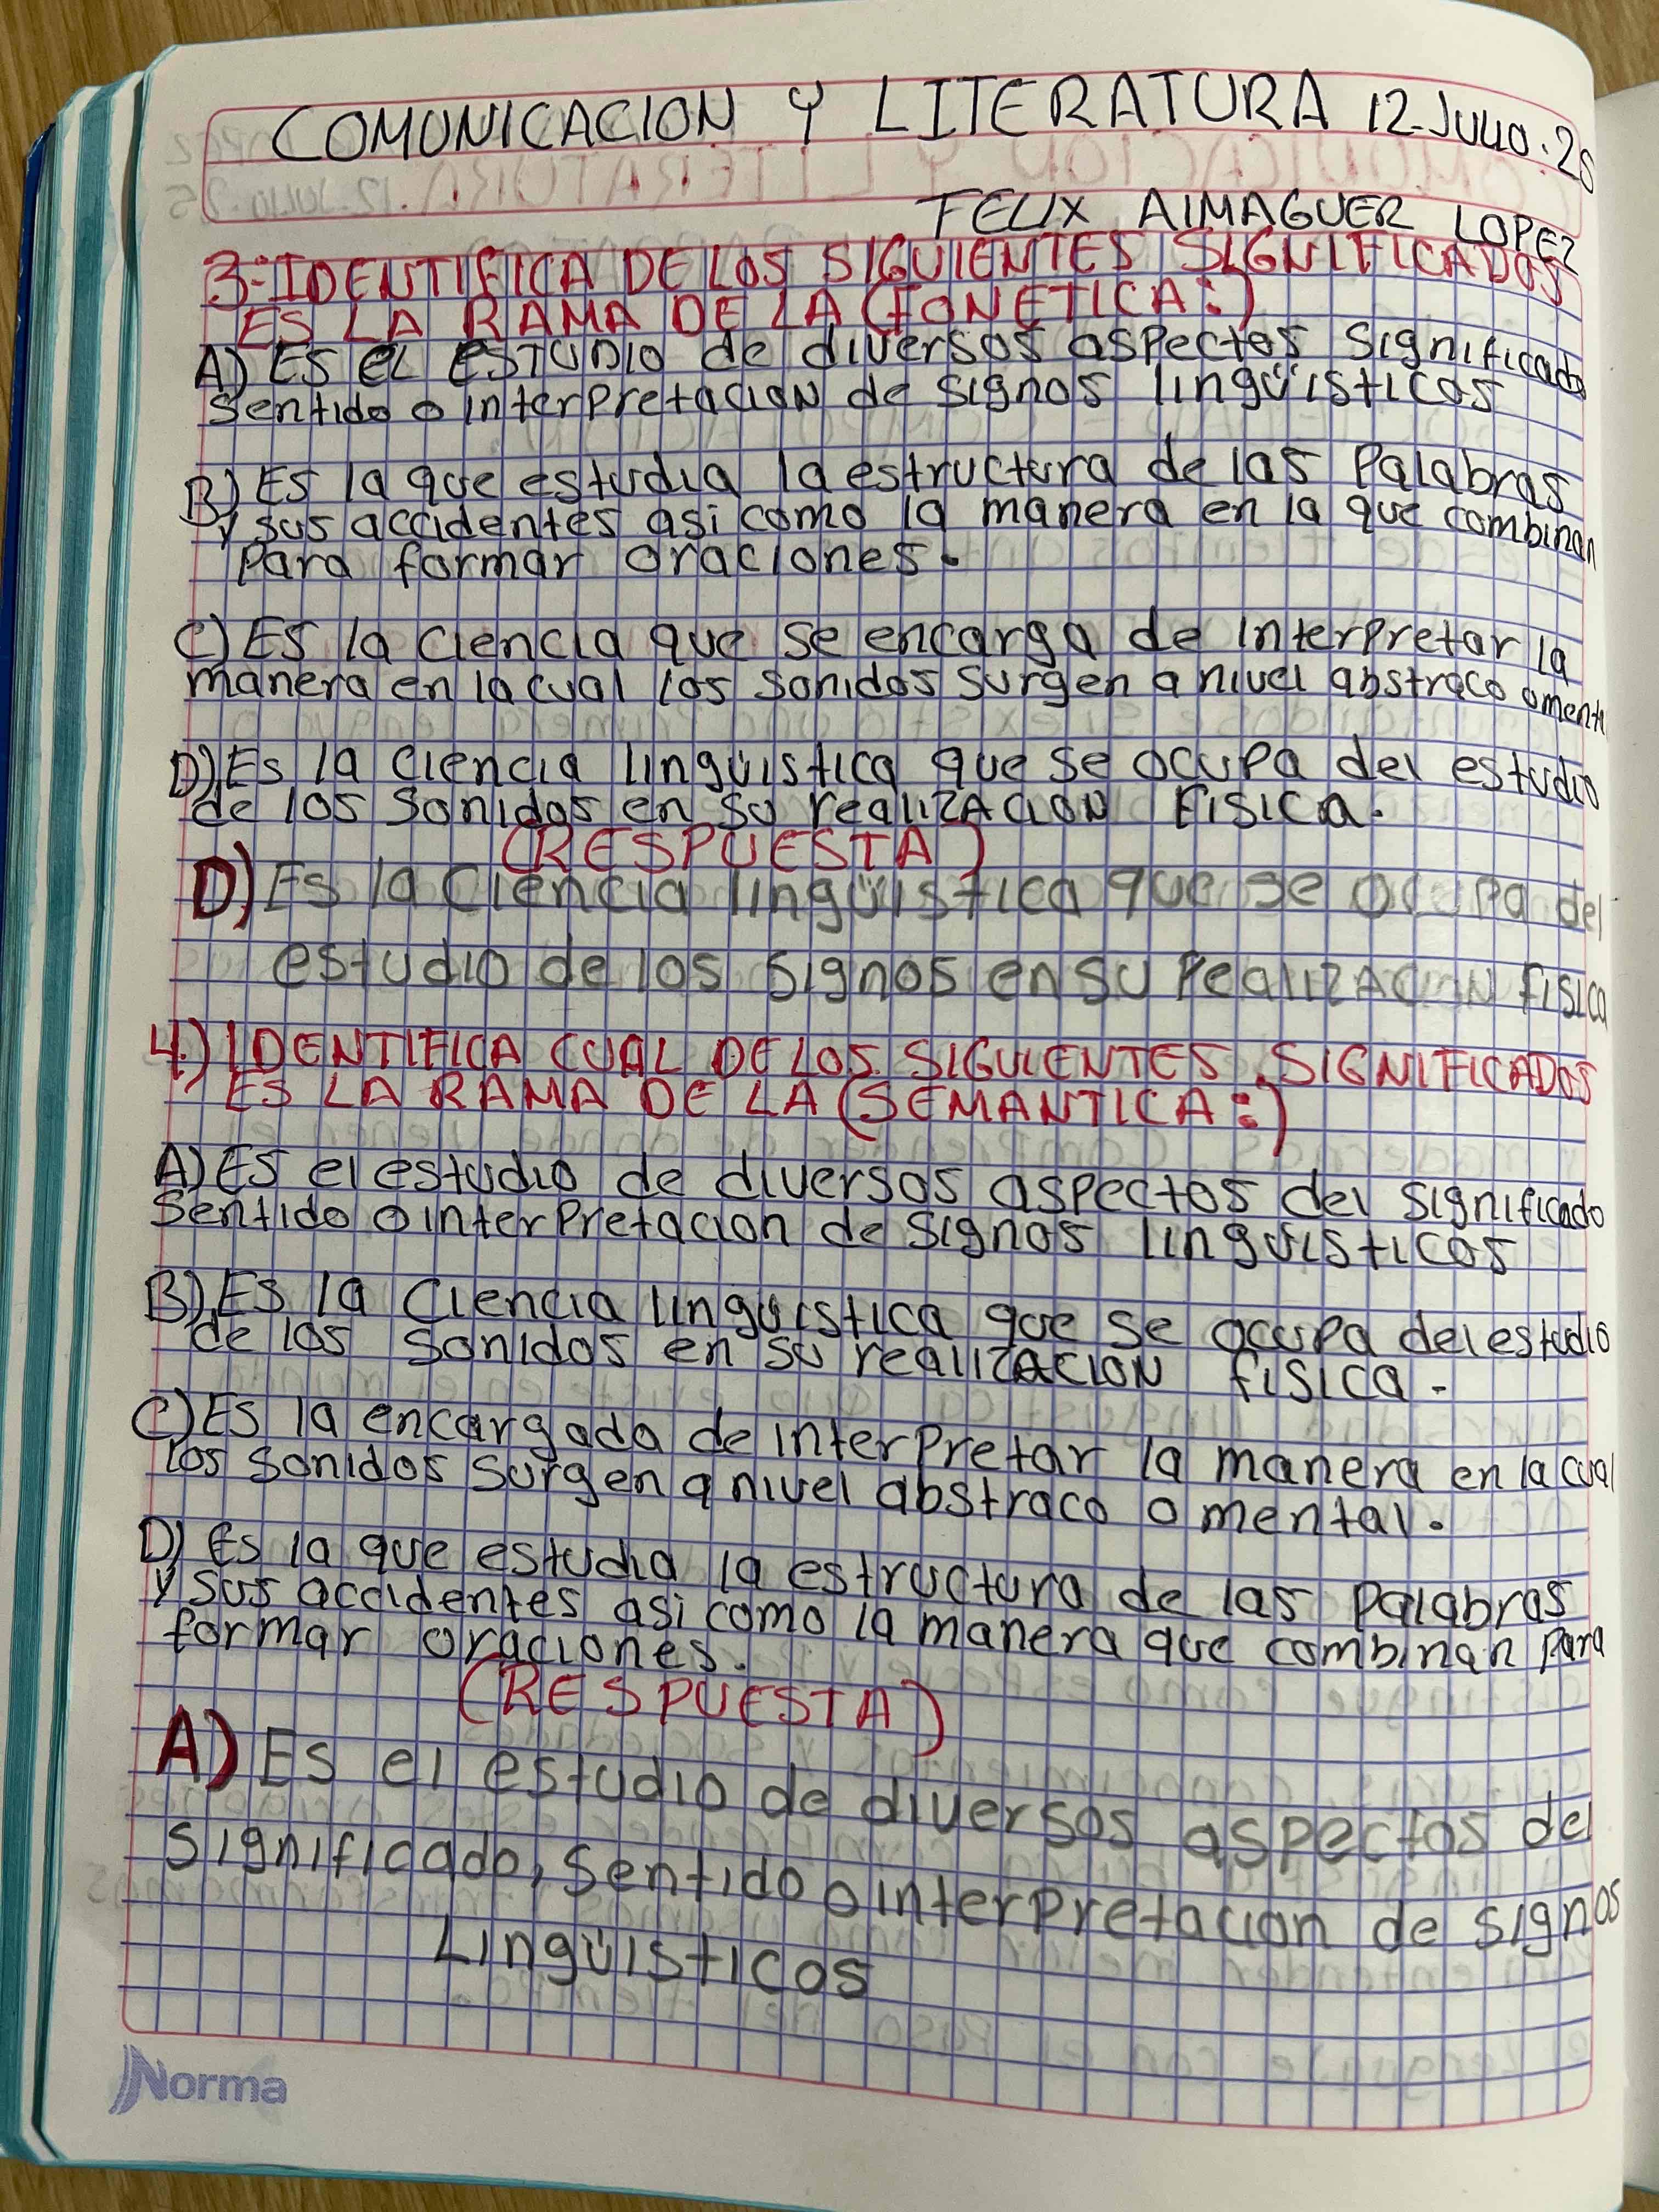 COMUNICACION Y LITERATURA 12-JULIO.25
FELIX AlMAGUER LOPEZ
3-IDENTIFICA DE LOS SIGUIENTES SIGNIFICADOS
ES LA RAMA DE LA (FONETICA:)
A) ES EL ESTUDIO de diversos aspectos significado
sentido o interpretacion de signos lingüisticos
B) Es la que estudia la estructura de las Palabras
y sus accidentes asi como la manera en la que combinan
Para formar oraciones.
C) Es la ciencia que se encarga de interpretar la
manera en la cual los sonidos surgen a nivel abstraco o
D) Es la ciencia lingüistica que se ocupa del estudio
de los sonidos en su realizacion FISICA.
(RESPUESTA)
D) Es la ciencia lingüistica que se ocupa del
estudio de los signos en su realizacion FISICA
4.) IDENTIFICA CUAL DE LOS SIGUIENTES SIGNIFICADOS
ES LA RAMA DE LA (SEMANTICA:)
A) Es el estudio de diversos aspectos del significado
Sentido o interpretacion de signos linguisticos
B) Es la Ciencia linguistica que se ocupa del estudio
de los sonidos en su realizacion fisica.
C) Es la encargada de interpretar la manera en la cual
los sonidos surgen a nivel abstraco o mental.
D) Es la que estudia la estructura de las Palabras
y sus accidentes asi como la manera que combinan para
formar oraciones.
(RESPUESTA)
A) Es el estudio de diversos aspectos del
significado, sentido o interpretacion de signos
Lingüisticos
Norma